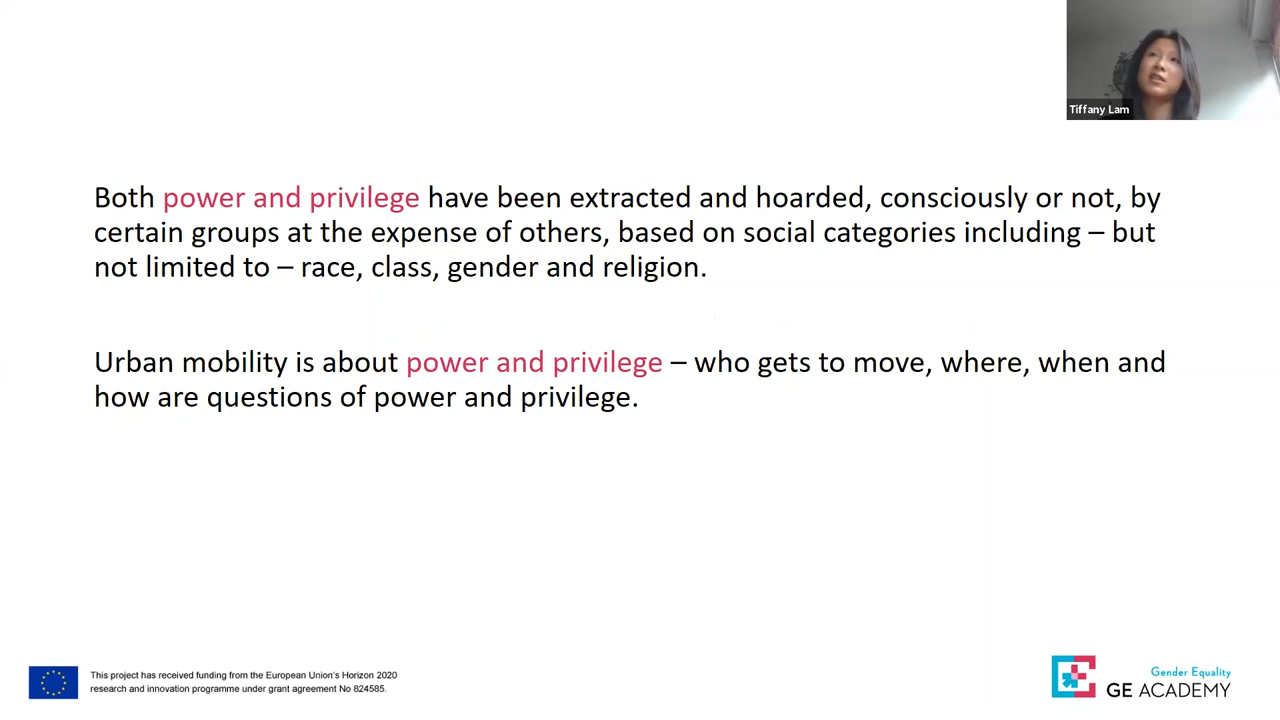 Tiffany Lam
Both power and privilege have been extracted and hoarded, consciously or not, by
certain groups at the expense of others, based on social categories including – but
not limited to – race, class, gender and religion.
Urban mobility is about power and privilege – who gets to move, where, when and
how are questions of power and privilege.
This project has received funding from the European Union's Horizon 2020
research and innovation programme under grant agreement No 824585.
Gender Equality
GE ACADEMY